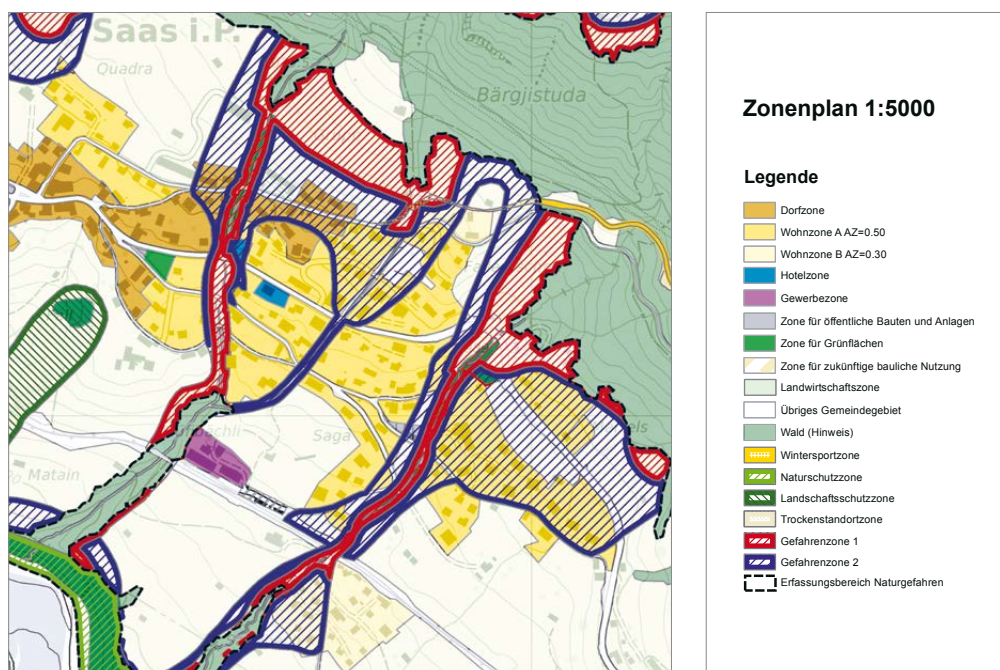 Saas i.P.
Quadra
Bärgjistuda
Saga
Matain
Zonenplan 1:5000
Legende
Dorfzone
Wohnzone A AZ=0.50
Wohnzone B AZ=0.30
Hotelzone
Gewerbezone
Zone für öffentliche Bauten und Anlagen
Zone für Grünflächen
Zone für zukünftige bauliche Nutzung
Landwirtschaftszone
Übriges Gemeindegebiet
Wald (Hinweis)
Wintersportzone
Naturschutzzone
Landschaftsschutzzone
Trockenstandortzone
Gefahrenzone 1
Gefahrenzone 2
Erfassungsbereich Naturgefahren